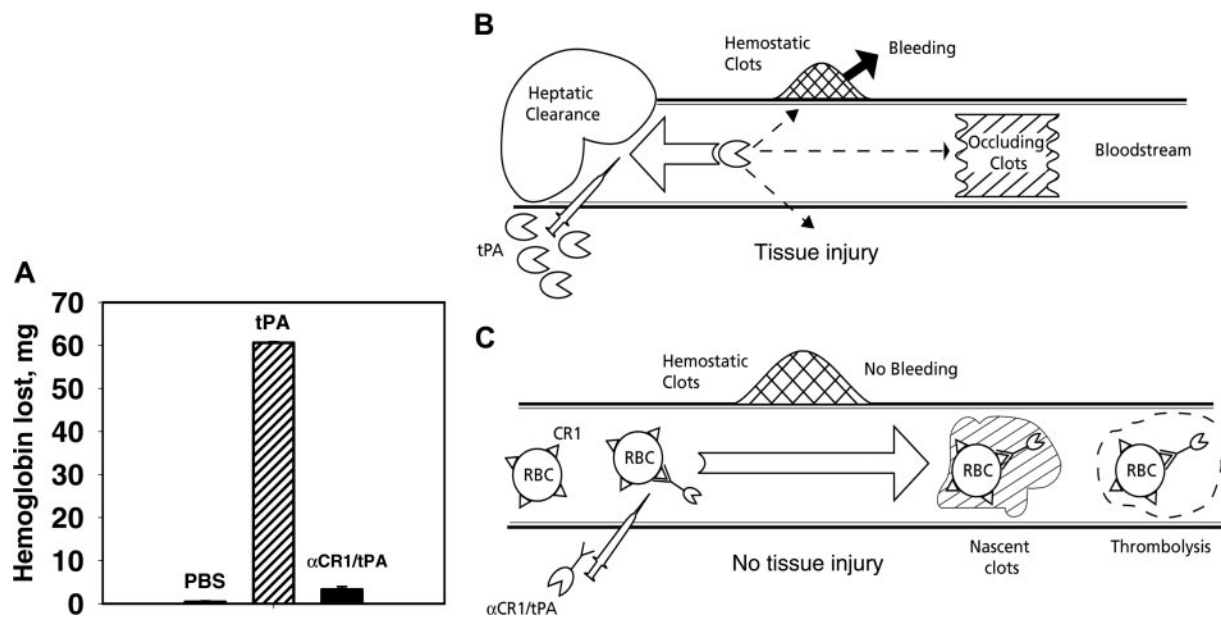 A
Hemoglobin lost, mg
70
60
50
40
30
20
10
0
PBS
tPA
αCR1/tPA
B
Heptatic
Clearance
Hemostatic
Clots
Bleeding
Occluding
Clots
Bloodstream
tPA
Tissue injury
C
Hemostatic
Clots
No Bleeding
CR1
RBC
RBC
RBC
RBC
αCR1/tPA
No tissue injury
Nascent
clots
Thrombolysis